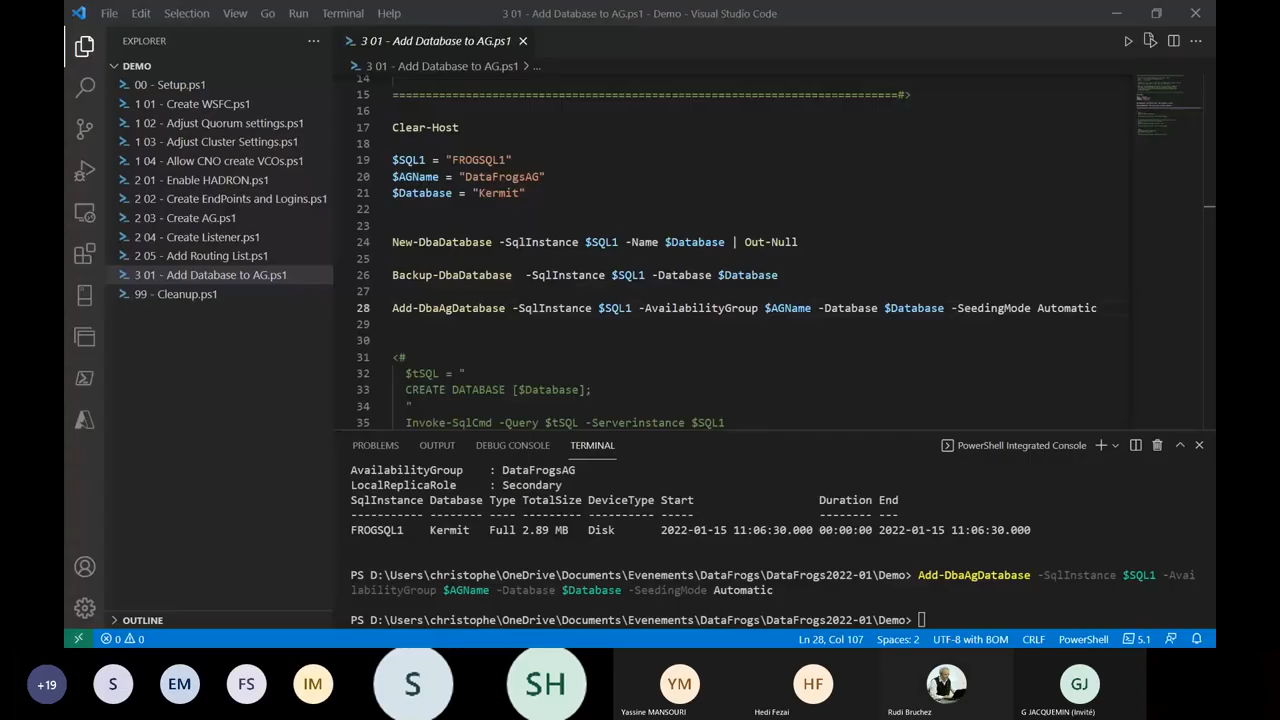 File Edit Selection View Go Run Terminal Help
3 01 - Add Database to AG.ps1 - Demo - Visual Studio Code
EXPLORER
DEMO
00 - Setup.ps1
1 01 - Create WSFC.ps1
1 02 - Adjust Quorum settings.ps1
1 03 - Adjust Cluster Settings.ps1
1 04 - Allow CNO create VCOs.ps1
2 01 - Enable HADRON.ps1
2 02 - Create EndPoints and Logins.ps1
2 03 - Create AG.ps1
2 04 - Create Listener.ps1
2 05 - Add Routing List.ps1
3 01 - Add Database to AG.ps1
99 - Cleanup.ps1
OUTLINE
3 01 - Add Database to AG.ps1
3 01 - Add Database to AG.ps1 > ...
14
15 =============================================================================#>
16
17 Clear-Host
18
19 $SQL1 = "FROGSQL1"
20 $AGName = "DataFrogsAG"
21 $Database = "Kermit"
22
23
24 New-DbaDatabase -SqlInstance $SQL1 -Name $Database | Out-Null
25
26 Backup-DbaDatabase  -SqlInstance $SQL1 -Database $Database
27
28 Add-DbaAgDatabase -SqlInstance $SQL1 -AvailabilityGroup $AGName -Database $Database -SeedingMode Automatic
29
30
31 <#
32 $tSQL = "
33 CREATE DATABASE [$Database];
34 "
35 Invoke-SqlCmd -Query $tSQL -Serverinstance $SQL1
PROBLEMS OUTPUT DEBUG CONSOLE TERMINAL
PowerShell Integrated Console
AvailabilityGroup : DataFrogsAG
LocalReplicaRole : Secondary
SqlInstance Database Type TotalSize DeviceType Start Duration End
----------- -------- ---- --------- ---------- ----- -------- ---
FROGSQL1 Kermit Full 2.89 MB Disk 2022-01-15 11:06:30.000 00:00:00 2022-01-15 11:06:30.000
PS D:\Users\christophe\OneDrive\Documents\Evenements\DataFrogs\DataFrogs2022-01\Demo> Add-DbaAgDatabase -SqlInstance $SQL1 -Avai
labilityGroup $AGName -Database $Database -SeedingMode Automatic
PS D:\Users\christophe\OneDrive\Documents\Evenements\DataFrogs\DataFrogs2022-01\Demo>
0 0
Ln 28, Col 107 Spaces: 2 UTF-8 with BOM CRLF PowerShell 5.1
+19 S EM FS IM S SH YM HF GJ
Yassine MANSOURI Hedi Fezai Rudi Bruchez G JACQUEMIN (Invité)